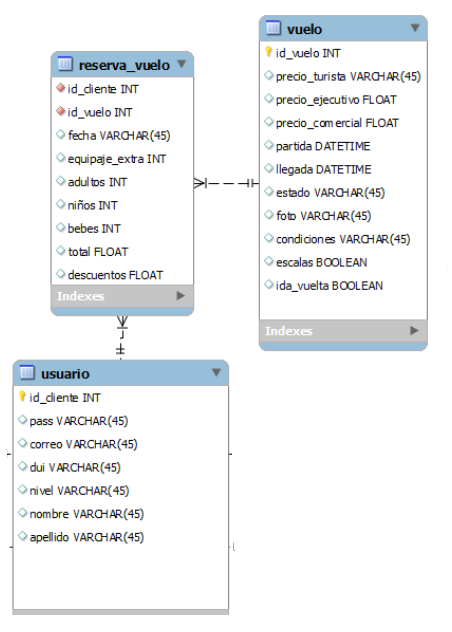 vuelo
id_vuelo INT
precio_turista VARCHAR(45)
precio_ejecutivo FLOAT
precio_comercial FLOAT
partida DATETIME
llegada DATETIME
estado VARCHAR(45)
foto VARCHAR(45)
condiciones VARCHAR(45)
escalas BOOLEAN
ida_vuelta BOOLEAN
Indexes
reserva_vuelo
id_cliente INT
id_vuelo INT
fecha VARCHAR(45)
equipaje_extra INT
adultos INT
niños INT
bebes INT
total FLOAT
descuentos FLOAT
Indexes
usuario
id_cliente INT
pass VARCHAR(45)
correo VARCHAR(45)
dui VARCHAR(45)
nivel VARCHAR(45)
nombre VARCHAR(45)
apellido VARCHAR(45)